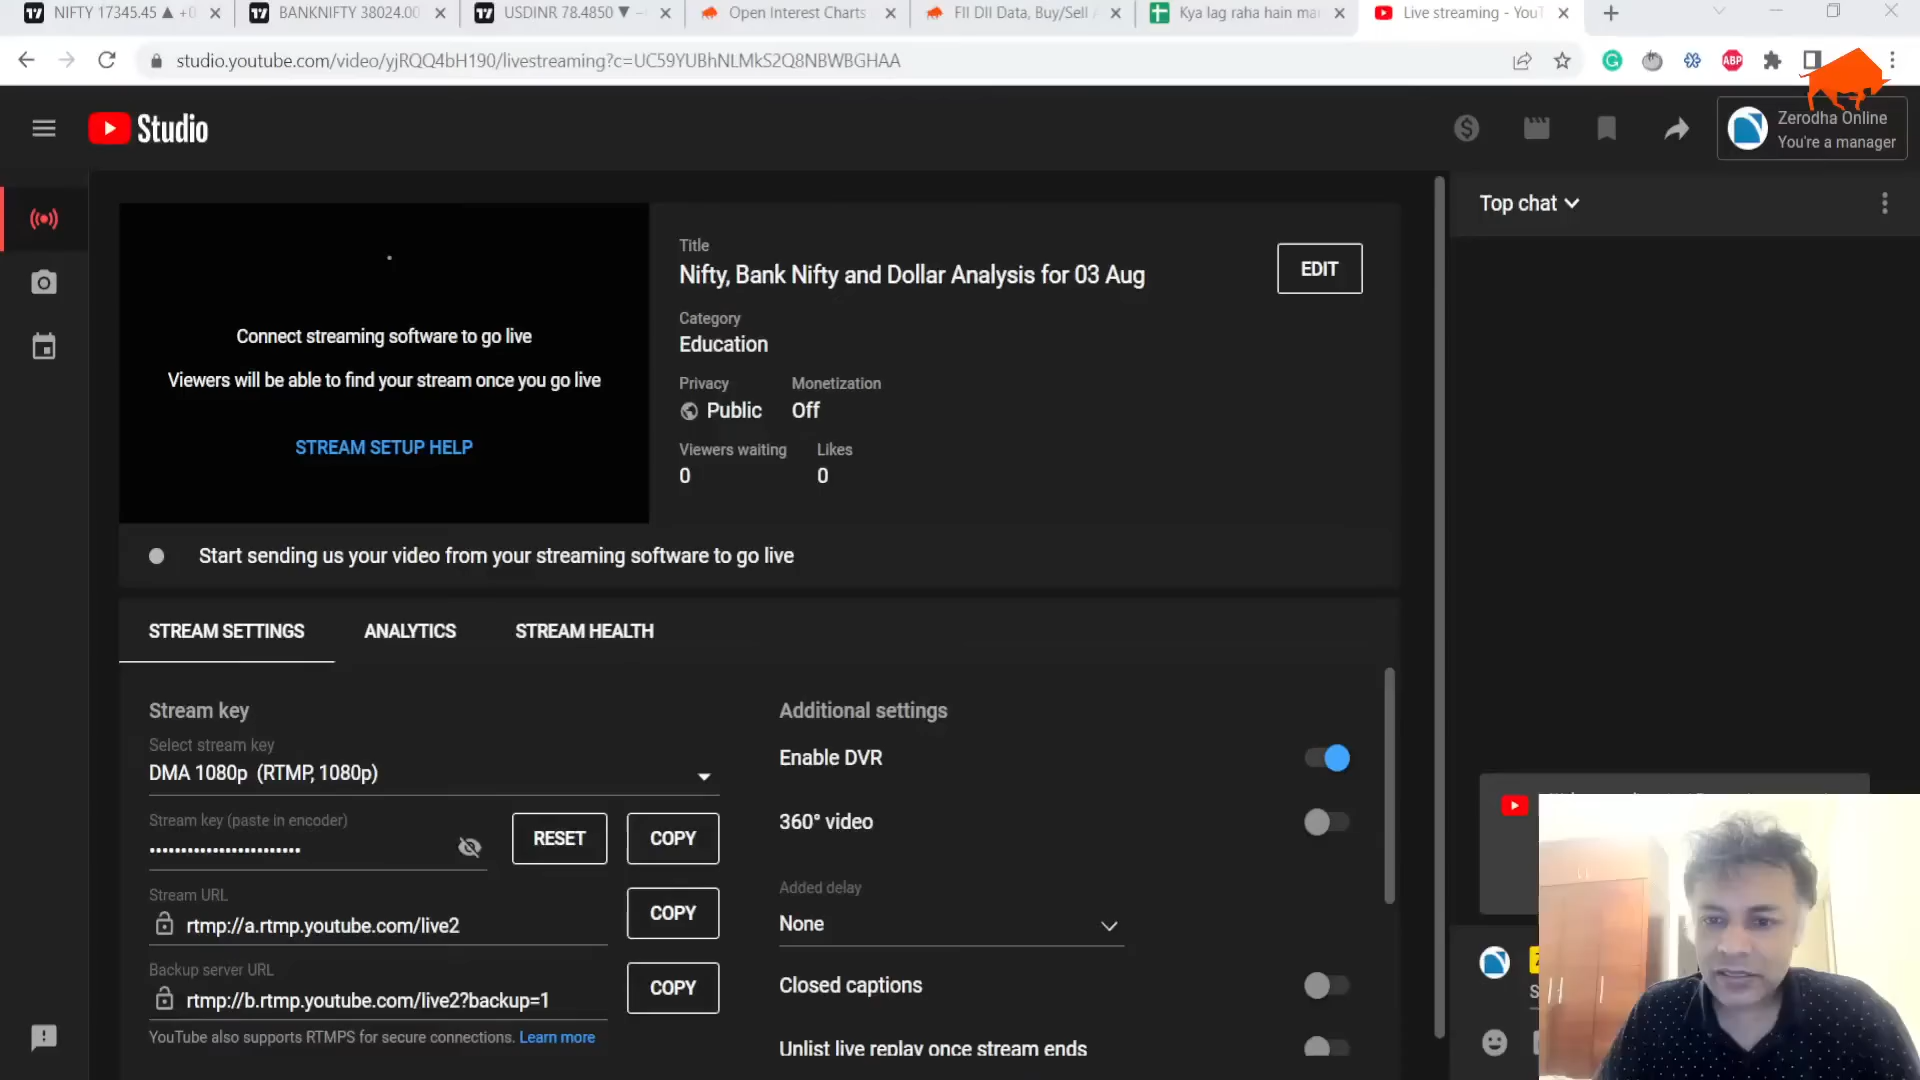 NIFTY 17345.45 ▲ +0
BANKNIFTY 38024.00
USDINR 78.4850 ▼ −
Open Interest Charts
FII DII Data, Buy/Sell
Kya lag raha hain ma
Live streaming - YouT
studio.youtube.com/video/yjRQQ4bH190/livestreaming?c=UC59YUBhNLMkS2Q8NBWBGHAA
ABP
Studio
Zerodha Online
You're a manager
Connect streaming software to go live
Viewers will be able to find your stream once you go live
STREAM SETUP HELP
Title
Nifty, Bank Nifty and Dollar Analysis for 03 Aug
EDIT
Category
Education
Privacy Monetization
Public Off
Viewers waiting Likes
0 0
Top chat
Start sending us your video from your streaming software to go live
STREAM SETTINGS ANALYTICS STREAM HEALTH
Stream key
Select stream key
DMA 1080p (RTMP, 1080p)
Stream key (paste in encoder)
••••••••••••••••••••••••
RESET COPY
Stream URL
rtmp://a.rtmp.youtube.com/live2
COPY
Backup server URL
rtmp://b.rtmp.youtube.com/live2?backup=1
COPY
YouTube also supports RTMPS for secure connections. Learn more
Additional settings
Enable DVR
360° video
Added delay
None
Closed captions
Unlist live replay once stream ends